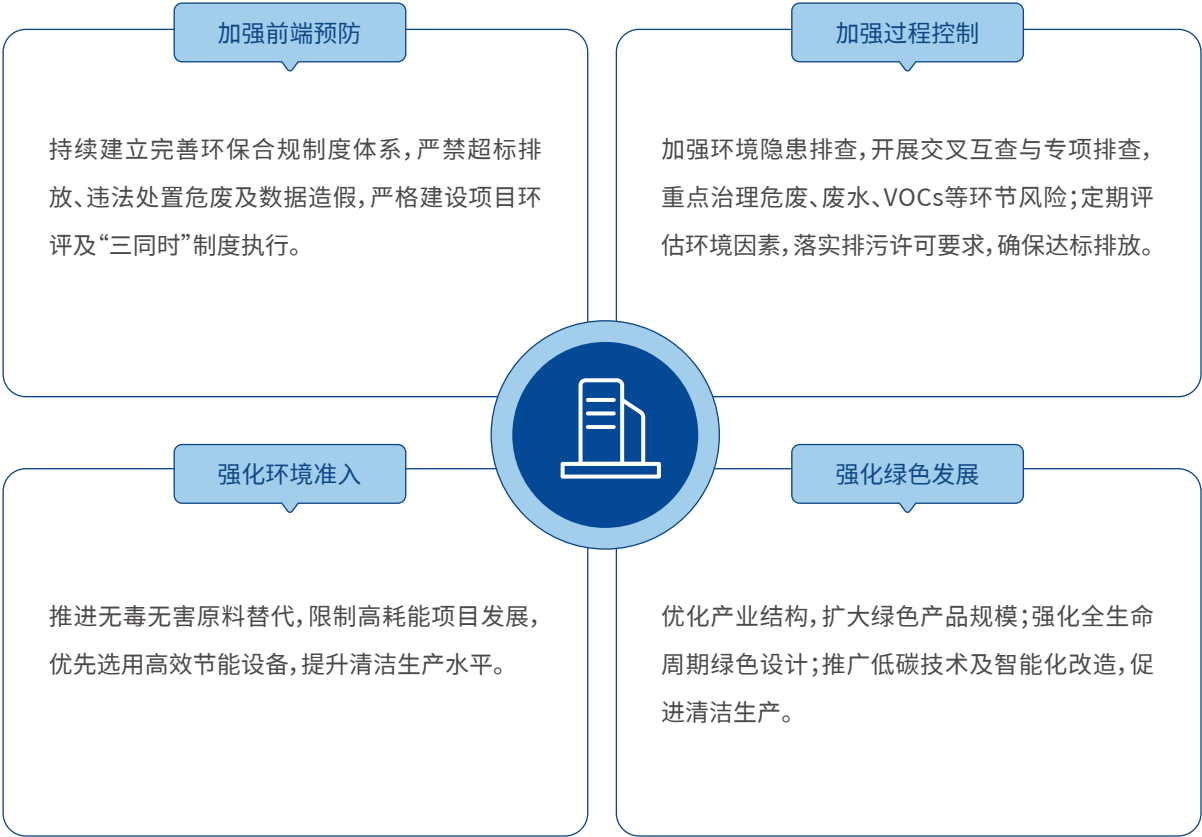 加强前端预防
持续建立完善环保合规制度体系，严禁超标排
放、违法处置危废及数据造假，严格建设项目环
评及“三同时”制度执行。
加强过程控制
加强环境隐患排查，开展交叉互查与专项排查，
重点治理危废、废水、VOCs等环节风险；定期评
估环境因素，落实排污许可要求，确保达标排放。
强化环境准入
推进无毒无害原料替代，限制高耗能项目发展，
优先选用高效节能设备，提升清洁生产水平。
强化绿色发展
优化产业结构，扩大绿色产品规模；强化全生命
周期绿色设计；推广低碳技术及智能化改造，促
进清洁生产。